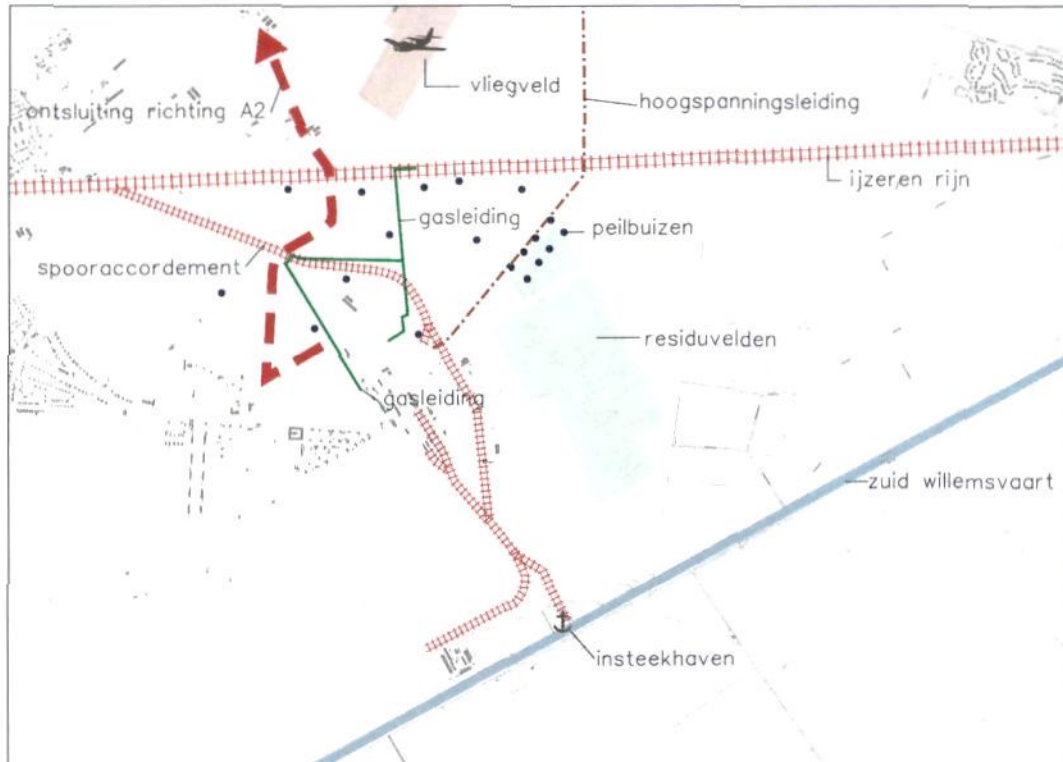 vliegveld
hoogspanningsleiding
ontsluiting richting A2
ijzeren rijn
gasleiding
peilbuizen
spooraccordement
residuvelden
gasleiding
zuid willemsvaart
insteekhaven